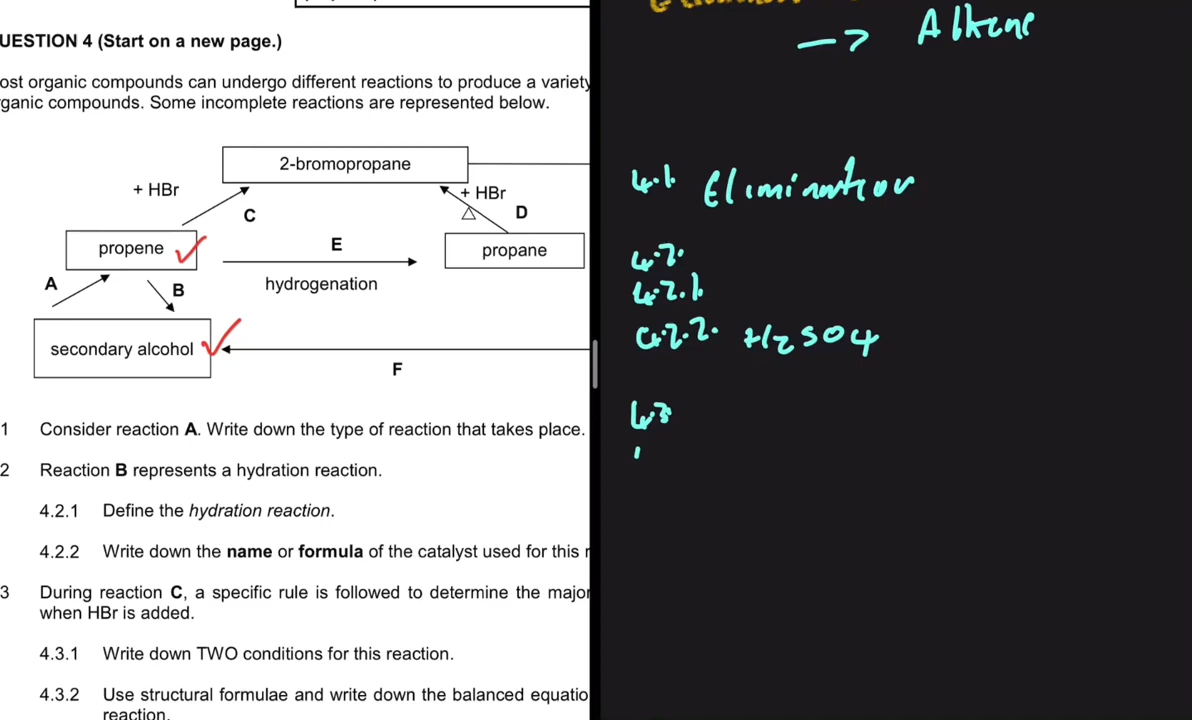 UESTION 4 (Start on a new page.)
ost organic compounds can undergo different reactions to produce a variety
rganic compounds. Some incomplete reactions are represented below.
2-bromopropane
+ HBr
+ HBr
C
△
D
propene
E
propane
A
B
hydrogenation
secondary alcohol
F
1 Consider reaction A. Write down the type of reaction that takes place.
2 Reaction B represents a hydration reaction.
4.2.1 Define the hydration reaction.
4.2.2 Write down the name or formula of the catalyst used for this r
3 During reaction C, a specific rule is followed to determine the major
when HBr is added.
4.3.1 Write down TWO conditions for this reaction.
4.3.2 Use structural formulae and write down the balanced equatio
reaction.
—> Alkene
4.1 Elimination
4.2.
4.2.1.
4.2.2. H2SO4
4.3